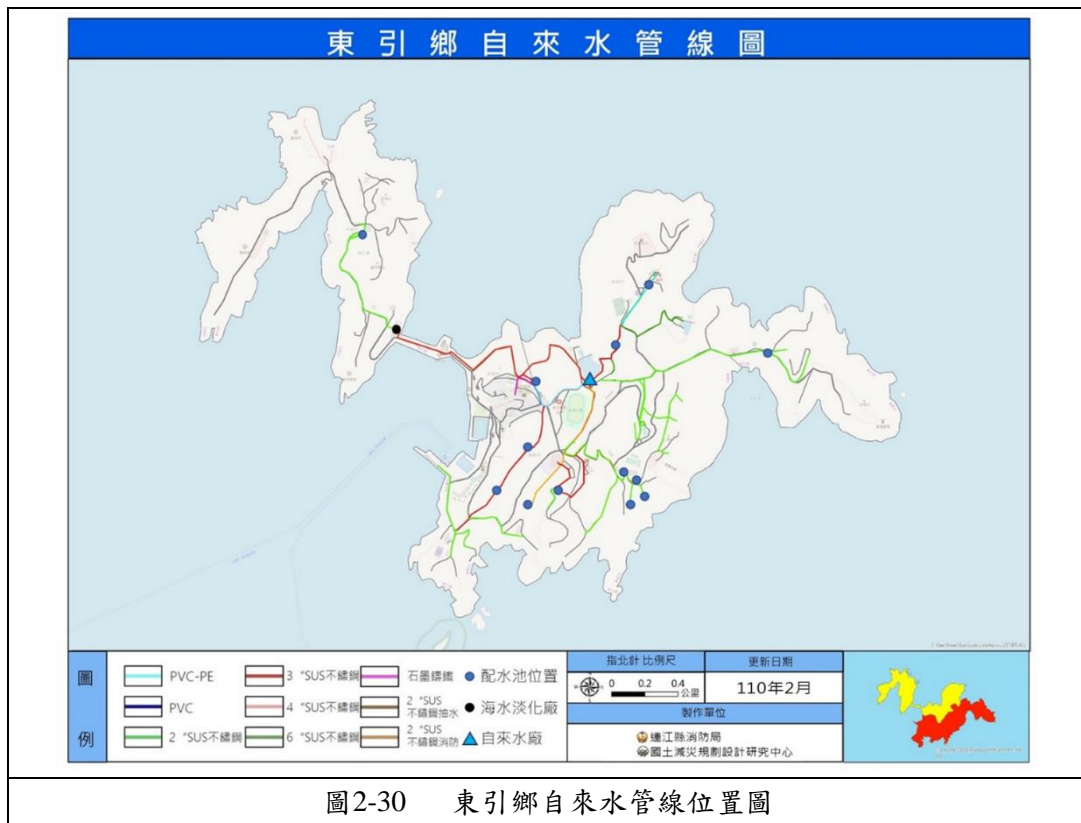 東引鄉自來水管線圖
圖例
PVC-PE
3 "SUS不鏽鋼
石墨鑄鐵
配水池位置
PVC
4 "SUS不鏽鋼
2 "SUS
不鏽鋼抽水
海水淡化廠
2 "SUS不鏽鋼
6 "SUS不鏽鋼
2 "SUS
不鏽鋼消防
自來水廠
指北針 比例尺
更新日期
0 0.2 0.4
公里
110年2月
製作單位
連江縣消防局
國土減災規劃設計研究中心
圖2-30 東引鄉自來水管線位置圖